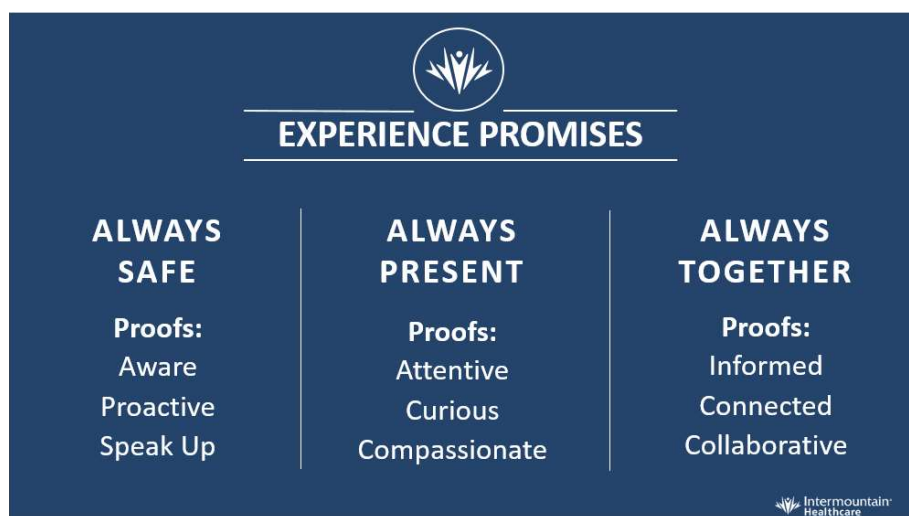 EXPERIENCE PROMISES
ALWAYS
SAFE
Proofs:
Aware
Proactive
Speak Up
ALWAYS
PRESENT
Proofs:
Attentive
Curious
Compassionate
ALWAYS
TOGETHER
Proofs:
Informed
Connected
Collaborative
Intermountain
Healthcare